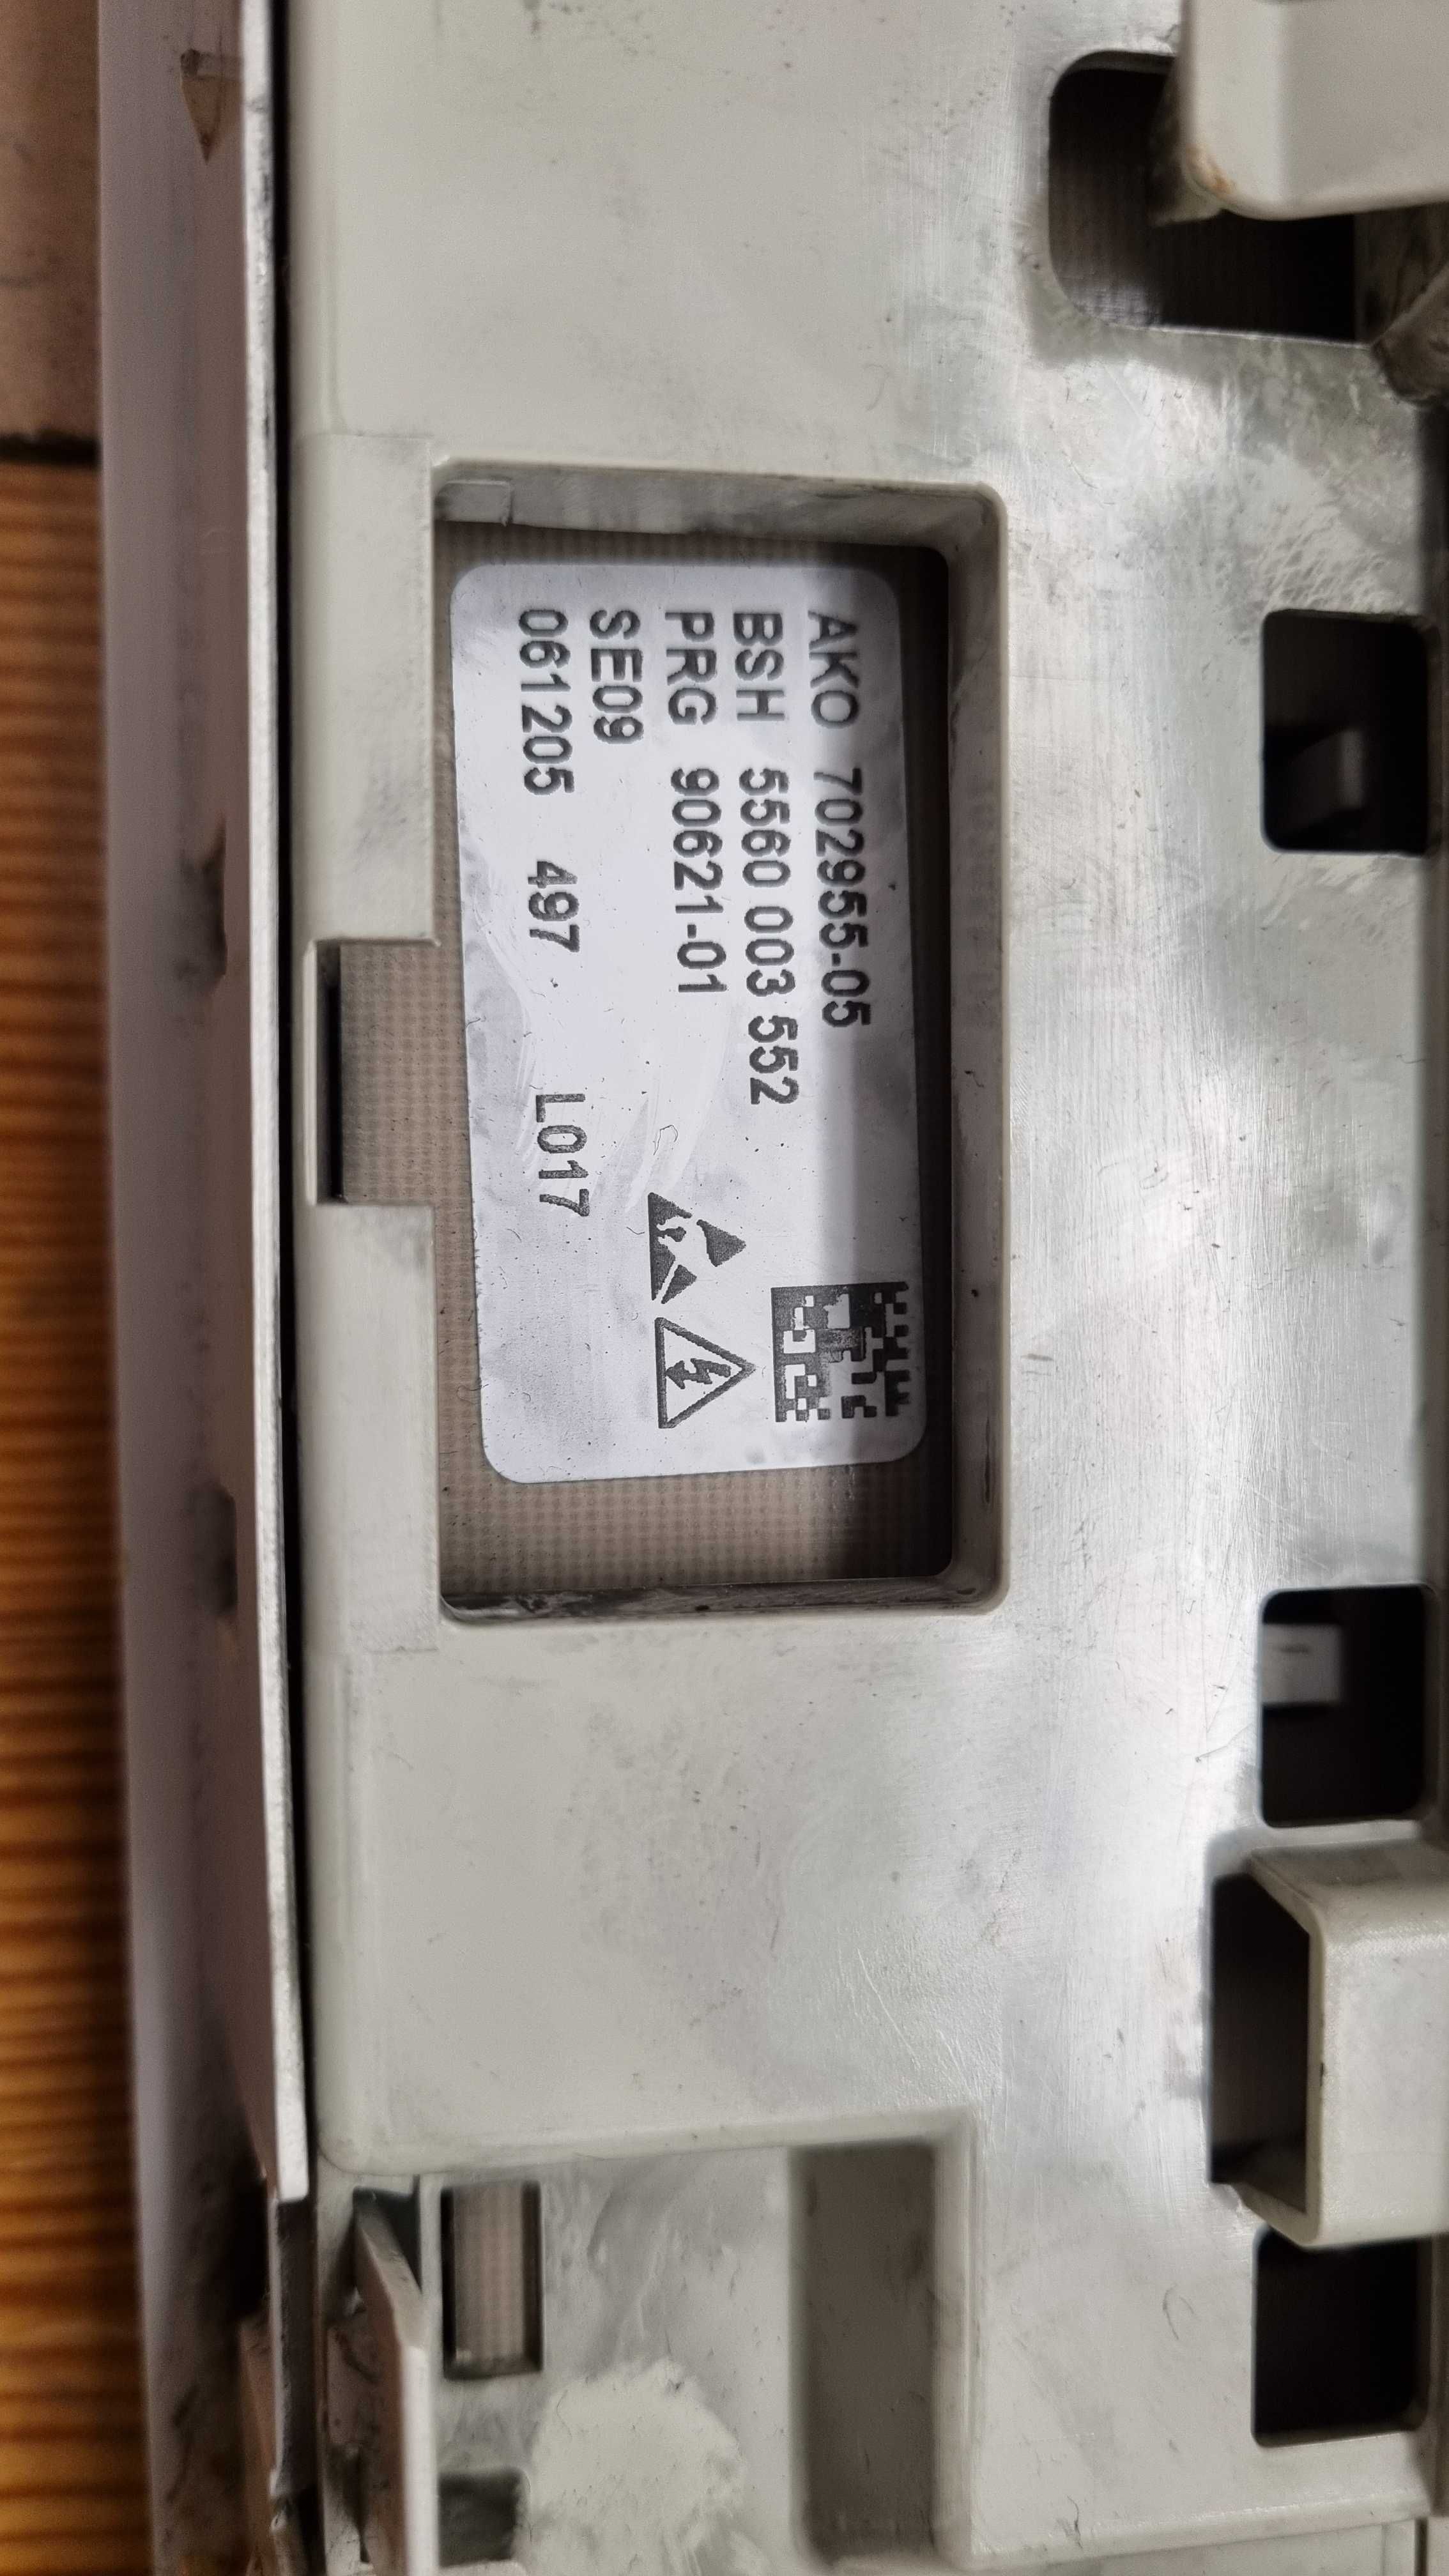 AKO 702955-05
BSH 5560 003 552
PRG 90621-01
SE09
061205 497 L017